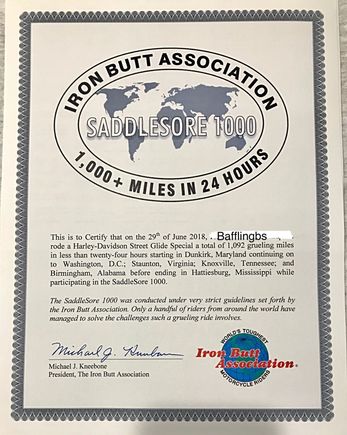 IRON BUTT ASSOCIATION
SADDLESORE 1000
1,000+ MILES IN 24 HOURS
This is to Certify that on the 29th of June 2018, Bafflingbs
rode a Harley-Davidson Street Glide Special a total of 1,092 grueling miles
in less than twenty-four hours starting in Dunkirk, Maryland continuing on
to Washington, D.C.; Staunton, Virginia; Knoxville, Tennessee; and
Birmingham, Alabama before ending in Hattiesburg, Mississippi while
participating in the SaddleSore 1000.
The SaddleSore 1000 was conducted under very strict guidelines set forth by
the Iron Butt Association. Only a handful of riders from around the world have
managed to solve the challenges such a grueling ride involves.
Michael J. Kneebone
Michael J. Kneebone
President, The Iron Butt Association
WORLD'S TOUGHEST
Iron Butt
Association®
MOTORCYCLE RIDERS